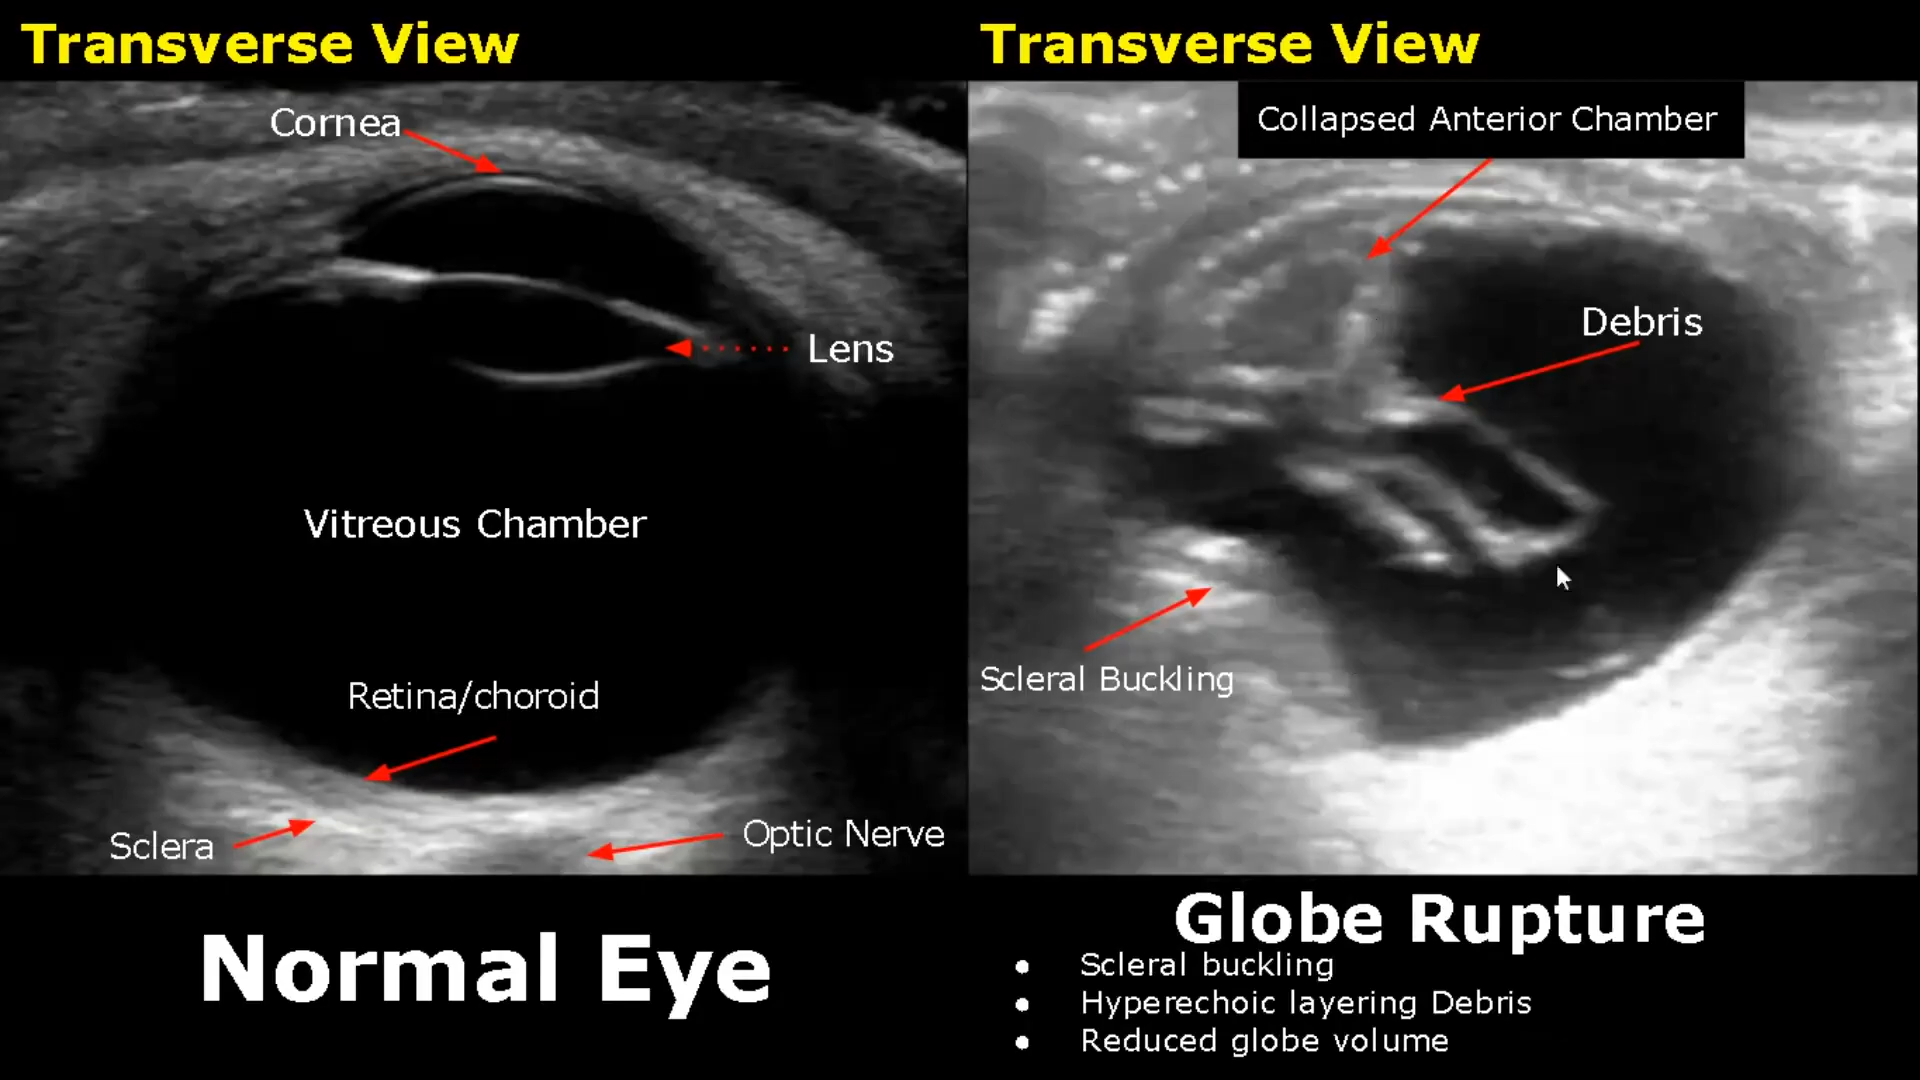 Transverse View
Cornea
Lens
Vitreous Chamber
Retina/choroid
Sclera
Optic Nerve
Normal Eye
Transverse View
Collapsed Anterior Chamber
Debris
Scleral Buckling
Globe Rupture
• Scleral buckling
• Hyperechoic layering Debris
• Reduced globe volume